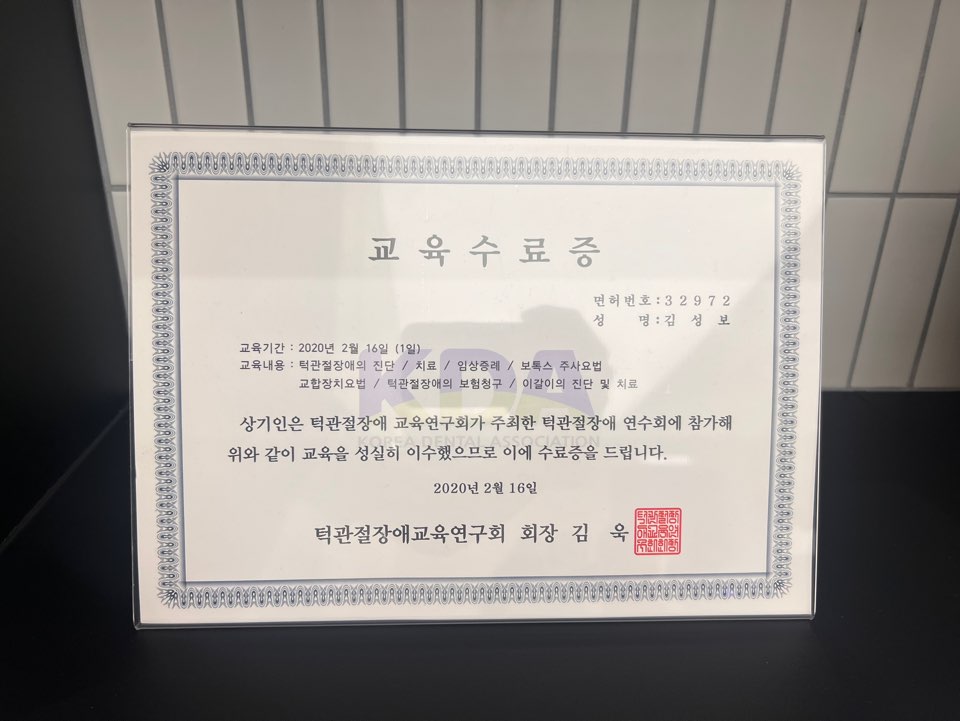 교육수료증
면허번호:32972
성 명:김성보
교육기간 : 2020년 2월 16일 (1일)
교육내용 : 턱관절장애의 진단 / 치료 / 임상증례 / 보톡스 주사요법
교합장치요법 / 턱관절장애의 보험청구 / 이갈이의 진단 및 치료
KDA
상기인은 턱관절장애 교육연구회가 주최한 턱관절장애 연수회에 참가해
KOREA DENTAL ASSOCIATION
위와 같이 교육을 성실히 이수했으므로 이에 수료증을 드립니다.
2020년 2월 16일
턱관절장애교육연구회 회장 김 욱